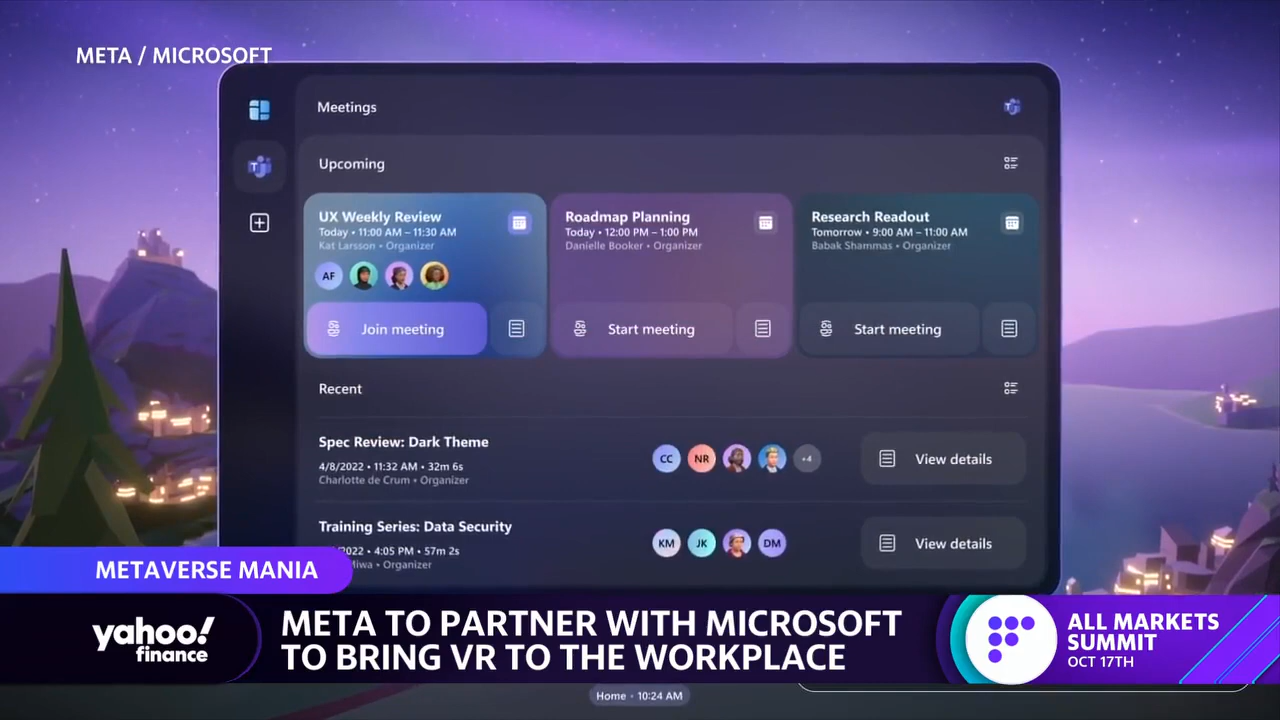 META / MICROSOFT
Meetings
Upcoming
UX Weekly Review
Today • 11:00 AM – 11:30 AM
Kat Larsson • Organizer
AF
Join meeting
Roadmap Planning
Today • 12:00 PM – 1:00 PM
Danielle Booker • Organizer
Start meeting
Research Readout
Tomorrow • 9:00 AM – 11:00 AM
Babak Shammas • Organizer
Start meeting
Recent
Spec Review: Dark Theme
4/8/2022 • 11:32 AM • 32m 6s
Charlotte de Crum • Organizer
CC NR +4
View details
Training Series: Data Security
2022 • 4:05 PM • 57m 2s
Miwa • Organizer
KM JK DM
View details
METAVERSE MANIA
yahoo!
finance
META TO PARTNER WITH MICROSOFT
TO BRING VR TO THE WORKPLACE
ALL MARKETS
SUMMIT
OCT 17TH
Home • 10:24 AM